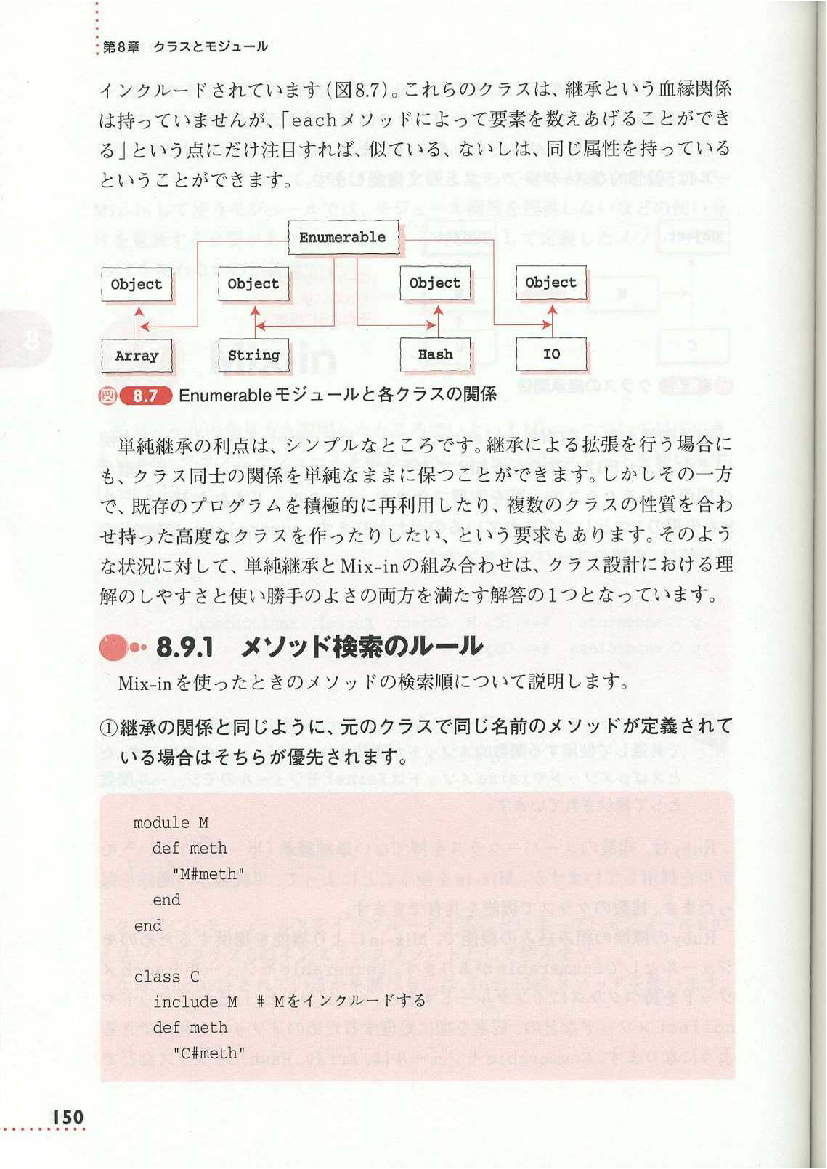 第8章 クラスとモジュール
インクルードされています(図8.7)。これらのクラスは、継承という血縁関係
は持っていませんが、「eachメソッドによって要素を数えあげることができ
る」という点にだけ注目すれば、似ている、ないしは、同じ属性を持っている
ということができます。
Enumerable
Object Object Object Object
Array String Hash IO
図8.7 Enumerableモジュールと各クラスの関係
単純継承の利点は、シンプルなところです。継承による拡張を行う場合に
も、クラス同士の関係を単純なままに保つことができます。しかしその一方
で、既存のプログラムを積極的に再利用したり、複数のクラスの性質を合わ
せ持った高度なクラスを作ったりしたい、という要求もあります。そのよう
な状況に対して、単純継承とMix-inの組み合わせは、クラス設計における理
解のしやすさと使い勝手のよさの両方を満たす解答の1つとなっています。
8.9.1 メソッド検索のルール
Mix-inを使ったときのメソッドの検索順について説明します。
①継承の関係と同じように、元のクラスで同じ名前のメソッドが定義されて
いる場合はそちらが優先されます。
module M
def meth
"M#meth"
end
end
class C
include M # Mをインクルードする
def meth
"C#meth"
150